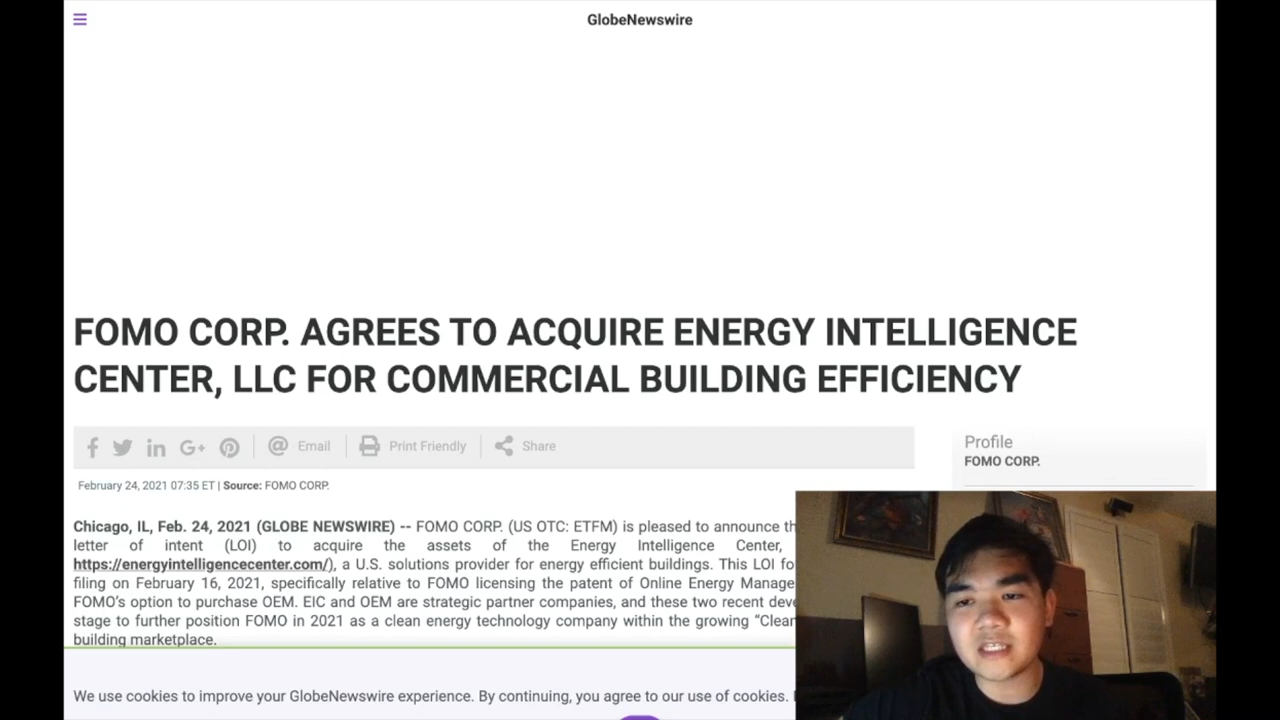 GlobeNewswire
FOMO CORP. AGREES TO ACQUIRE ENERGY INTELLIGENCE
CENTER, LLC FOR COMMERCIAL BUILDING EFFICIENCY
Email
Print Friendly
Share
Profile
FOMO CORP.
February 24, 2021 07:35 ET | Source: FOMO CORP.
Chicago, IL, Feb. 24, 2021 (GLOBE NEWSWIRE) -- FOMO CORP. (US OTC: ETFM) is pleased to announce
letter of intent (LOI) to acquire the assets of the Energy Intelligence Center,
https://energyintelligencecenter.com/), a U.S. solutions provider for energy efficient buildings. This LOI
filing on February 16, 2021, specifically relative to FOMO licensing the patent of Online Energy
FOMO’s option to purchase OEM. EIC and OEM are strategic partner companies, and these two recent
stage to further position FOMO in 2021 as a clean energy technology company within the growing “Clean
building marketplace.
We use cookies to improve your GlobeNewswire experience. By continuing, you agree to our use of cookies.